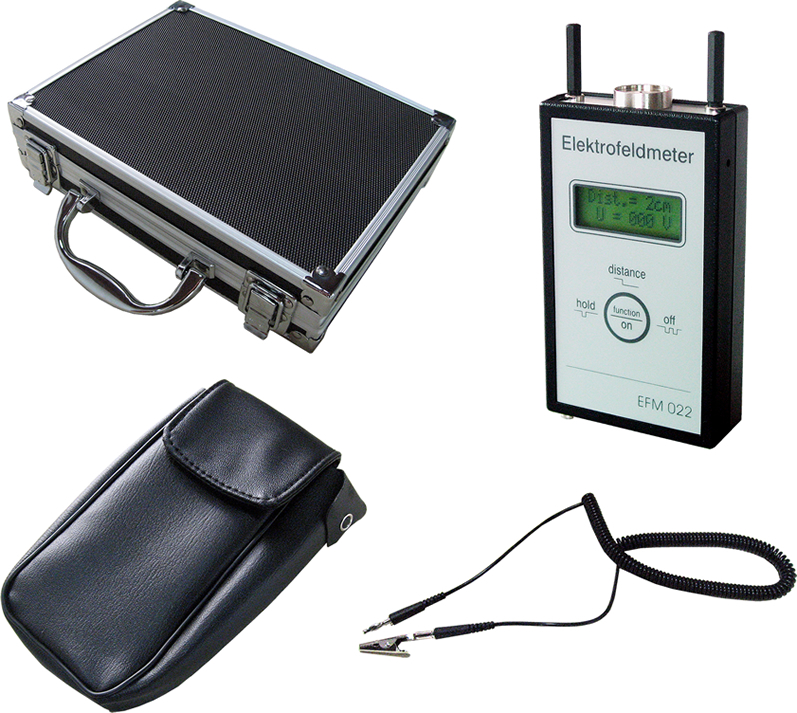 Elektrofeldmeter
Dist.= 2cm
U = 000 V
distance
hold
function
on
off
EFM 022